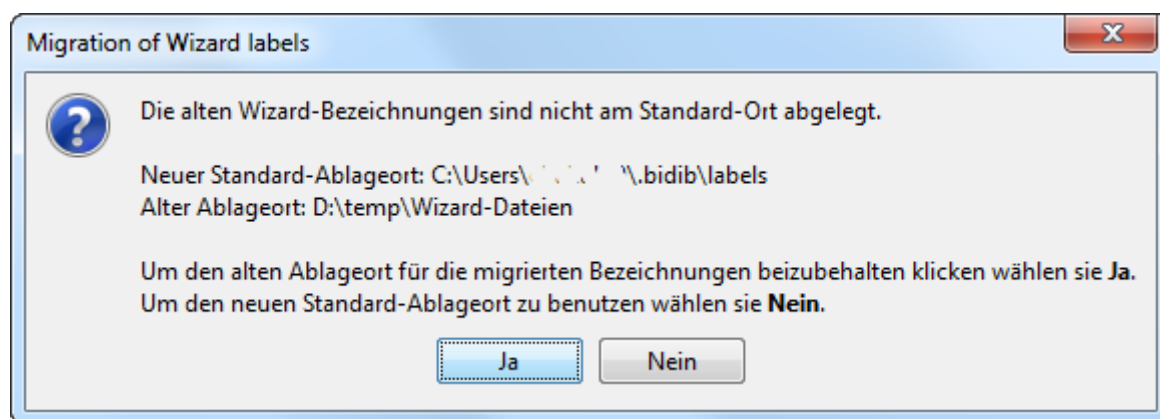 Migration of Wizard labels
Die alten Wizard-Bezeichnungen sind nicht am Standard-Ort abgelegt.
Neuer Standard-Ablageort: C:\Users\ \.bidib\labels
Alter Ablageort: D:\temp\Wizard-Dateien
Um den alten Ablageort für die migrierten Bezeichnungen beizubehalten klicken wählen sie Ja.
Um den neuen Standard-Ablageort zu benutzen wählen sie Nein.
Ja Nein